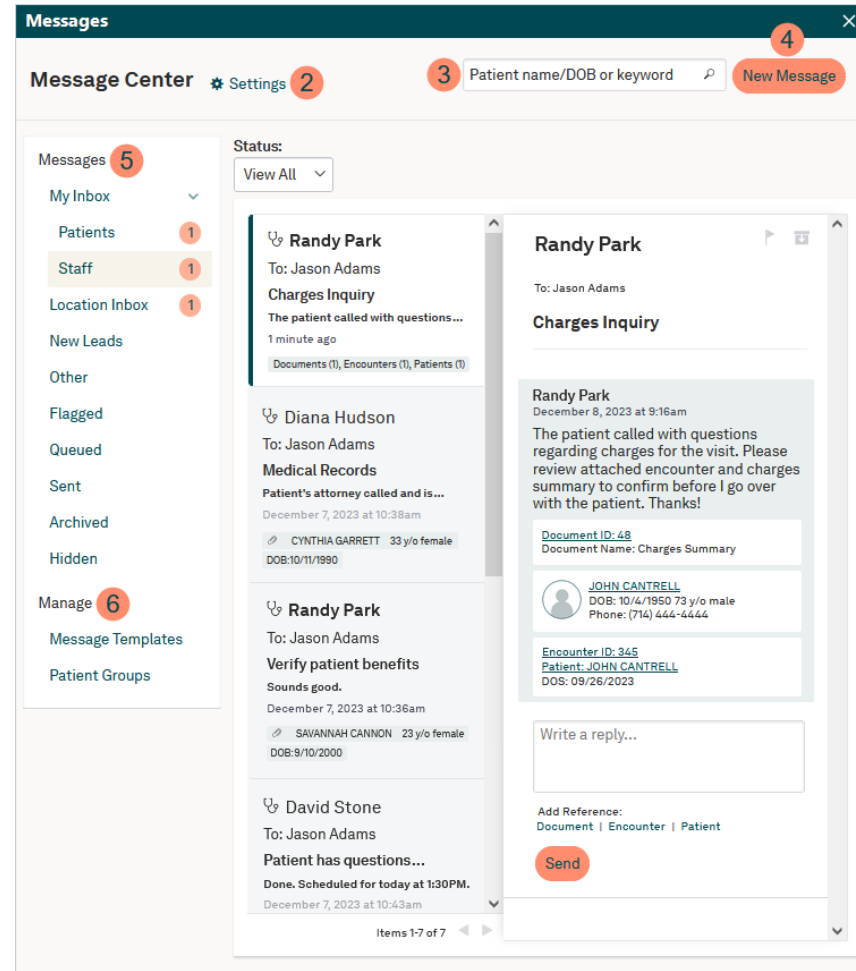 Messages
4
Message Center
Settings
2
3
Patient name/DOB or keyword
New Message
Messages
5
My Inbox
Patients
1
Staff
1
Location Inbox
1
New Leads
Other
Flagged
Queued
Sent
Archived
Hidden
Manage
6
Message Templates
Patient Groups
Status:
View All
Randy Park
To: Jason Adams
Charges Inquiry
The patient called with questions...
1 minute ago
Documents (1), Encounters (1), Patients (1)
Diana Hudson
To: Jason Adams
Medical Records
Patient's attorney called and is...
December 7, 2023 at 10:38am
CYNTHIA GARRETT 33 y/o female
DOB:10/11/1990
Randy Park
To: Jason Adams
Verify patient benefits
Sounds good.
December 7, 2023 at 10:36am
SAVANNAH CANNON 23 y/o female
DOB:9/10/2000
David Stone
To: Jason Adams
Patient has questions...
Done. Scheduled for today at 1:30PM.
December 7, 2023 at 10:43am
Items 1-7 of 7
Randy Park
To: Jason Adams
Charges Inquiry
Randy Park
December 8, 2023 at 9:16am
The patient called with questions
regarding charges for the visit. Please
review attached encounter and charges
summary to confirm before I go over
with the patient. Thanks!
Document ID: 48
Document Name: Charges Summary
JOHN CANTRELL
DOB: 10/4/1950 73 y/o male
Phone: (714) 444-4444
Encounter ID: 345
Patient: JOHN CANTRELL
DOS: 09/26/2023
Write a reply...
Add Reference:
Document | Encounter | Patient
Send